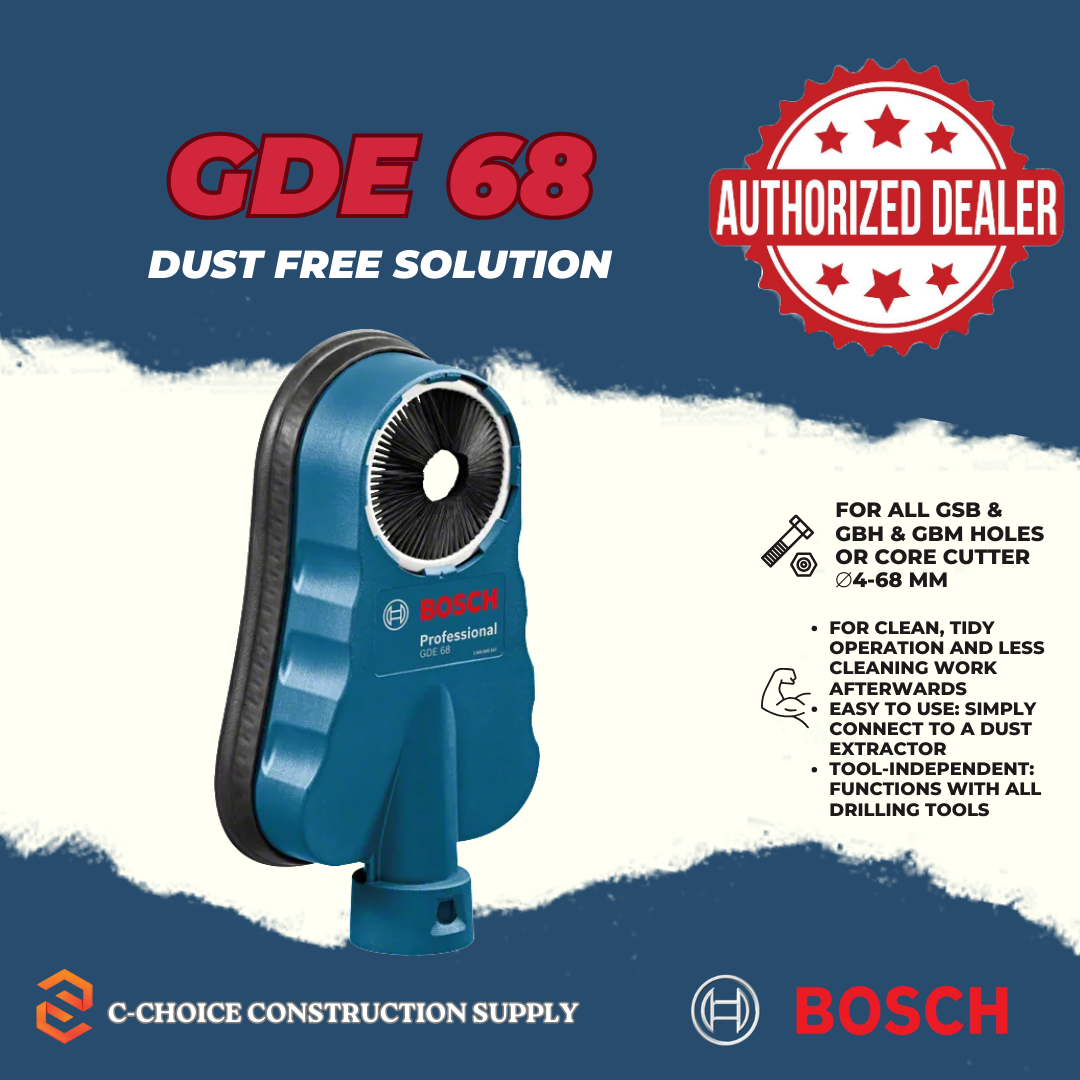 GDE 68
DUST FREE SOLUTION
AUTHORIZED DEALER
BOSCH
Professional
GDE 68
FOR ALL GSB &
GBH & GBM HOLES
OR CORE CUTTER
∅4-68 MM
• FOR CLEAN, TIDY
OPERATION AND LESS
CLEANING WORK
AFTERWARDS
• EASY TO USE: SIMPLY
CONNECT TO A DUST
EXTRACTOR
• TOOL-INDEPENDENT:
FUNCTIONS WITH ALL
DRILLING TOOLS
C-CHOICE CONSTRUCTION SUPPLY
BOSCH